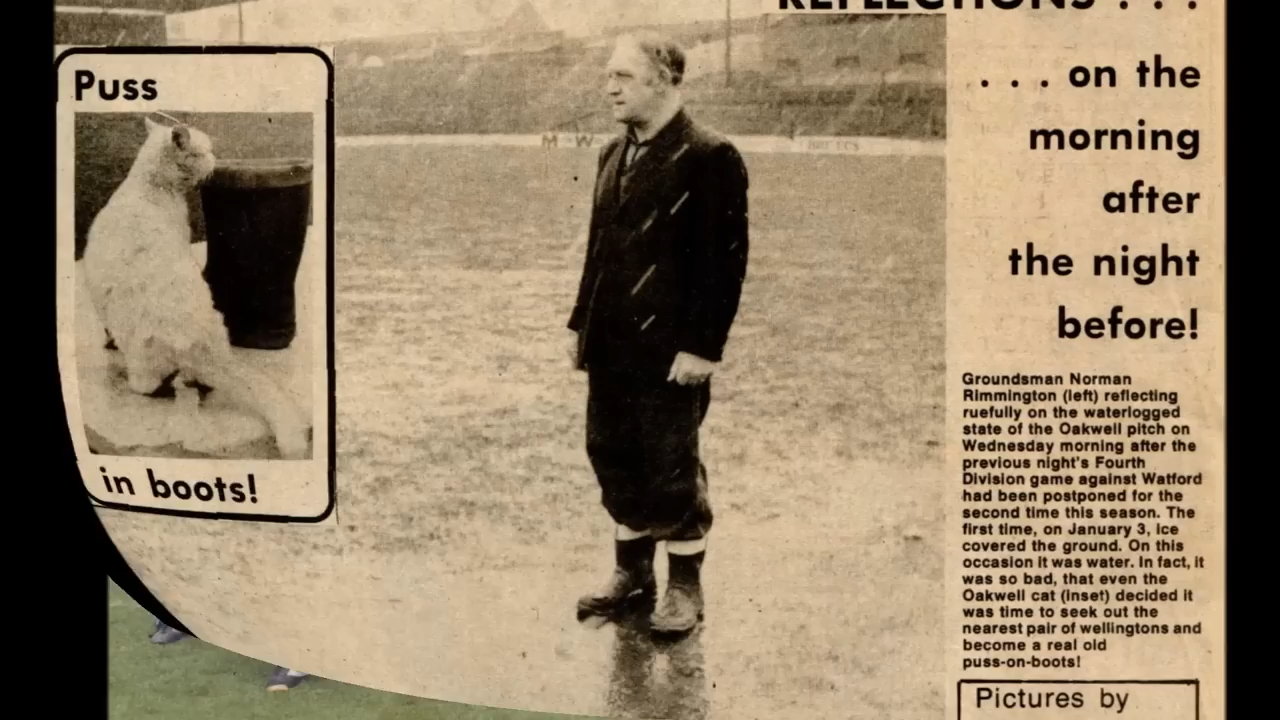 REFLECTIONS . . .
. . . on the
morning
after
the night
before!
Puss
in boots!
M W
Groundsman Norman
Rimmington (left) reflecting
ruefully on the waterlogged
state of the Oakwell pitch on
Wednesday morning after the
previous night's Fourth
Division game against Watford
had been postponed for the
second time this season. The
first time, on January 3, ice
covered the ground. On this
occasion it was water. In fact, it
was so bad, that even the
Oakwell cat (inset) decided it
was time to seek out the
nearest pair of wellingtons and
become a real old
puss-on-boots!
Pictures by